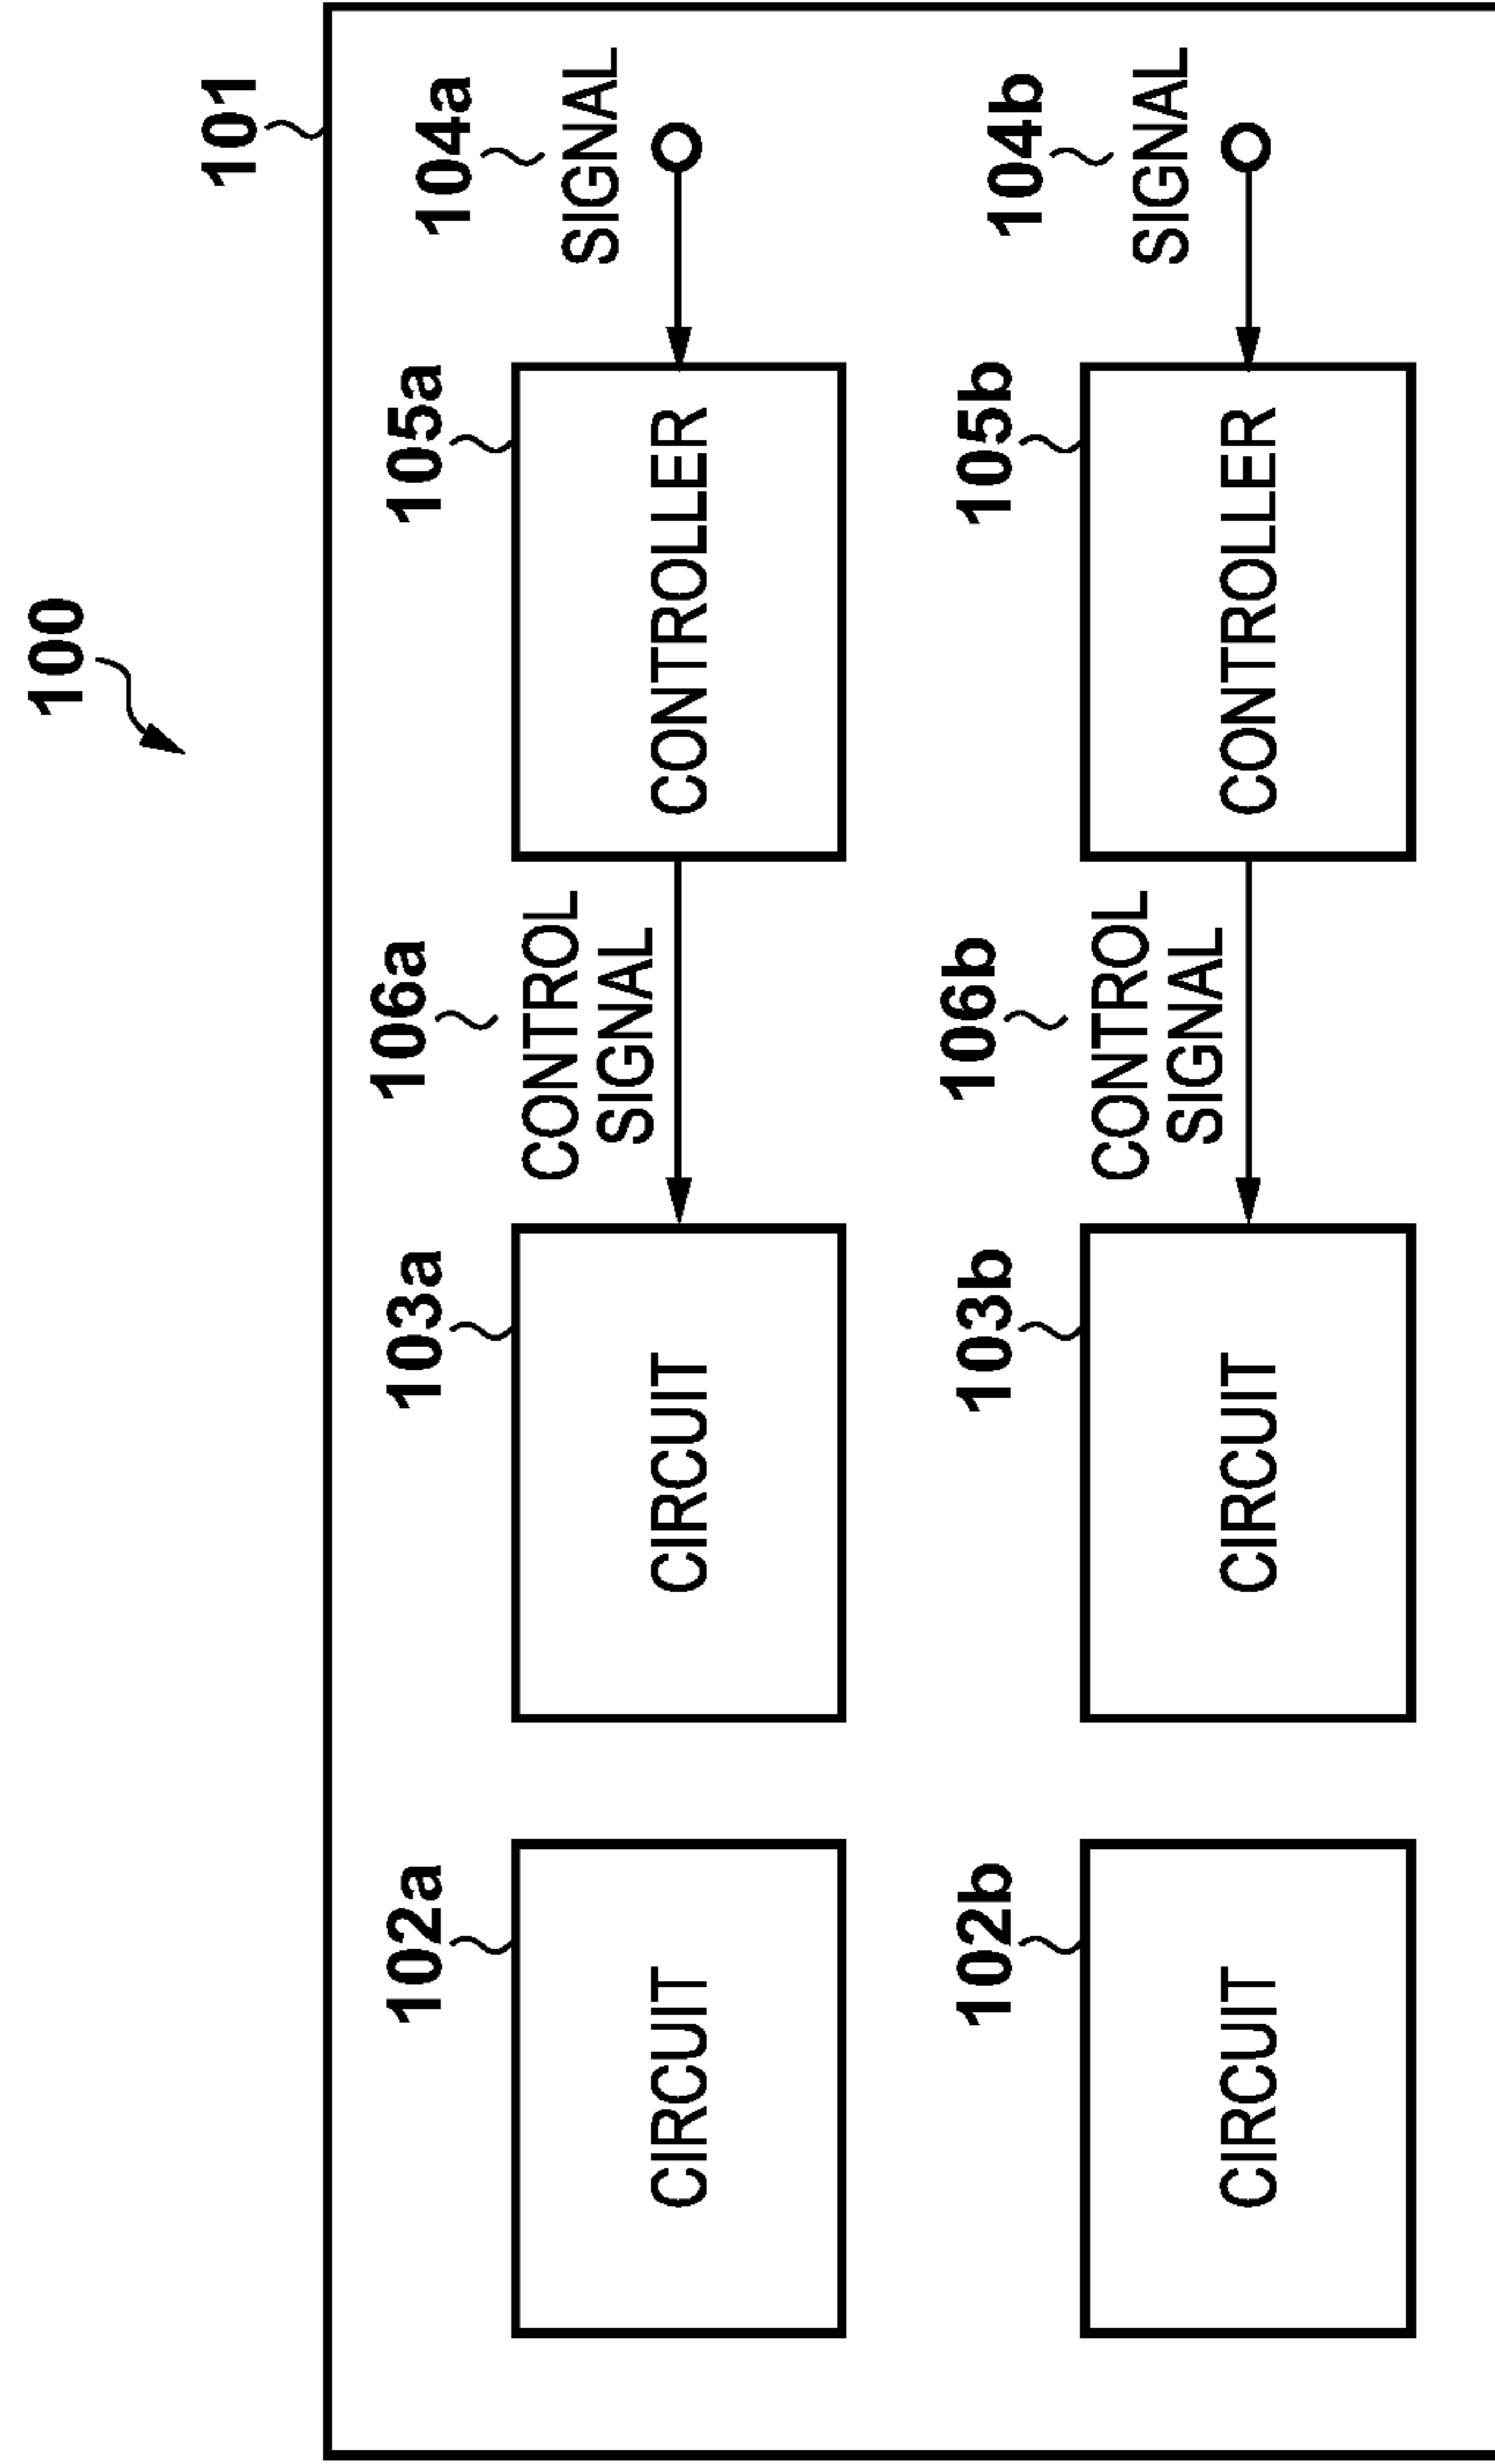 100
101
102a
103a
106a
105a
104a
CONTROL
SIGNAL
SIGNAL
CIRCUIT
CIRCUIT
CONTROLLER
102b
103b
106b
105b
104b
CONTROL
SIGNAL
SIGNAL
CIRCUIT
CIRCUIT
CONTROLLER